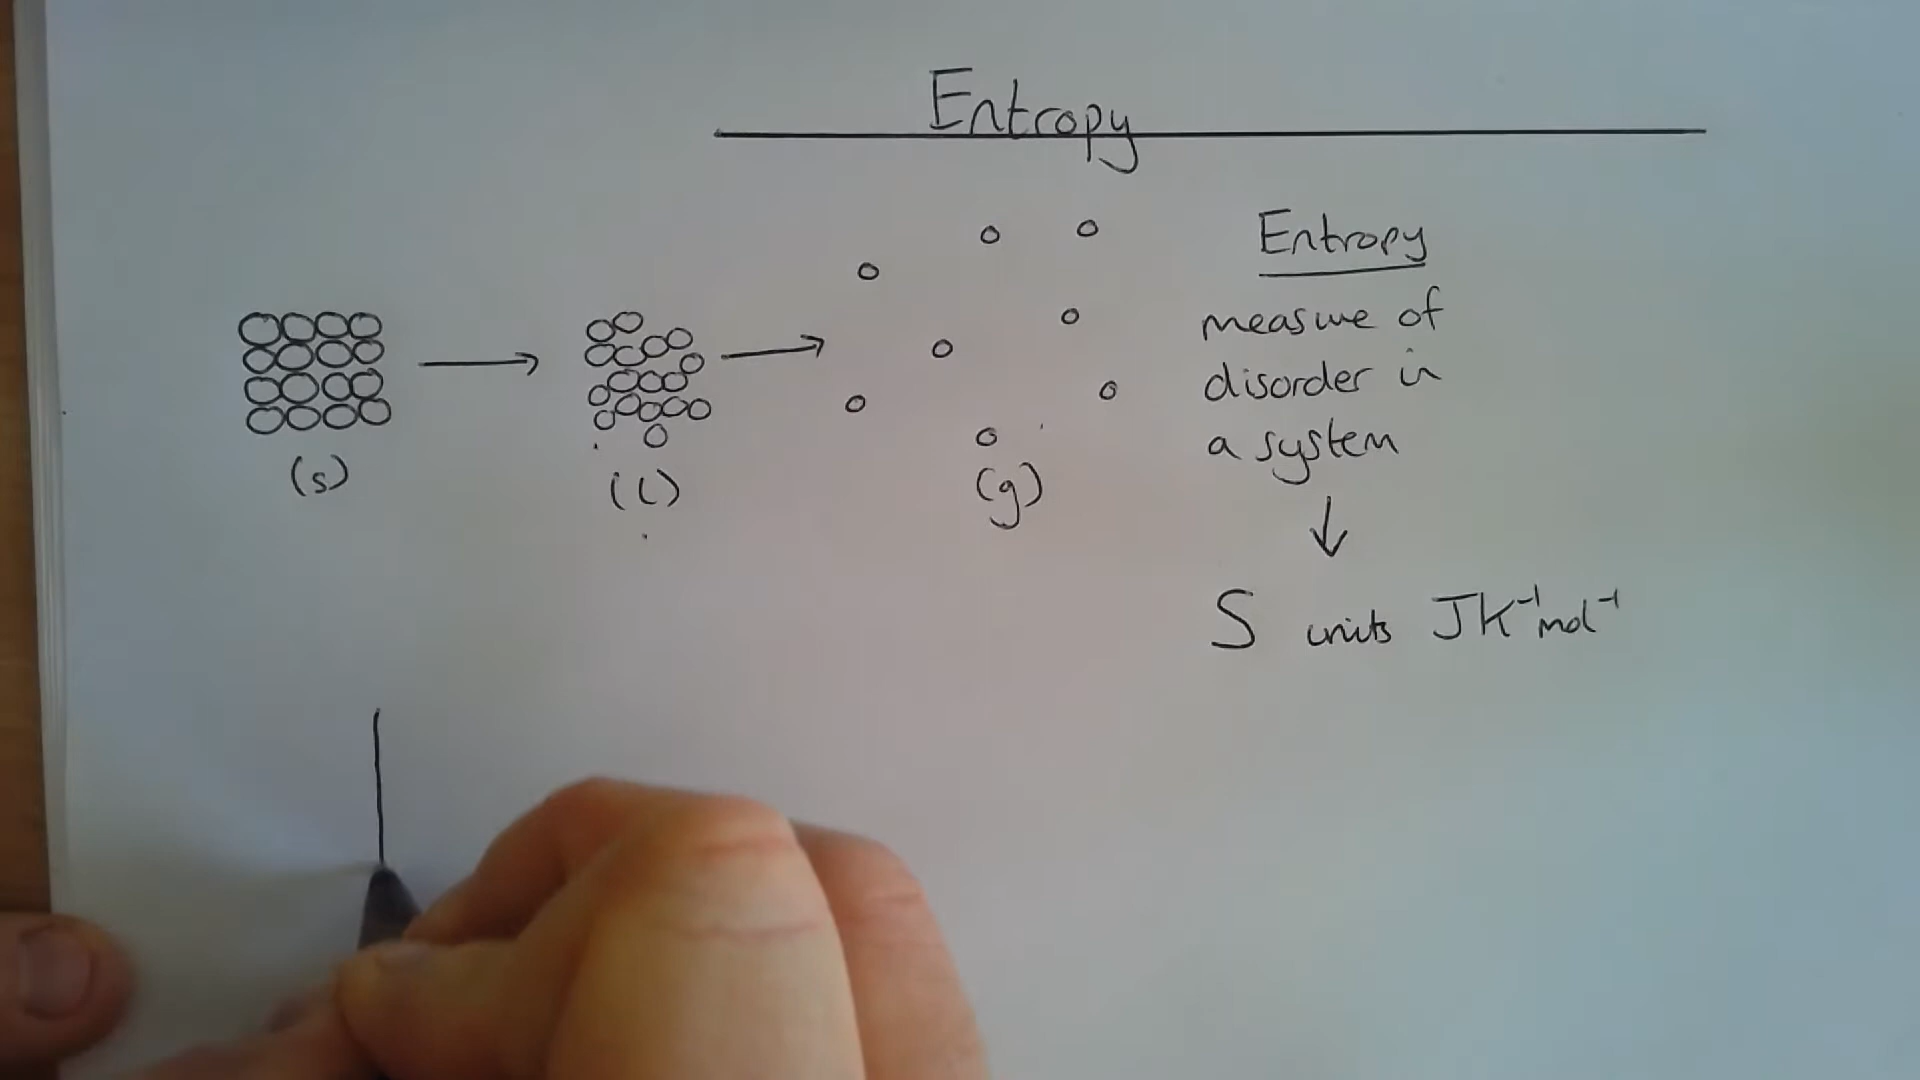 Entropy
Entropy
measure of
disorder in
a system
(s)
(l)
(g)
S units JK⁻¹mol⁻¹